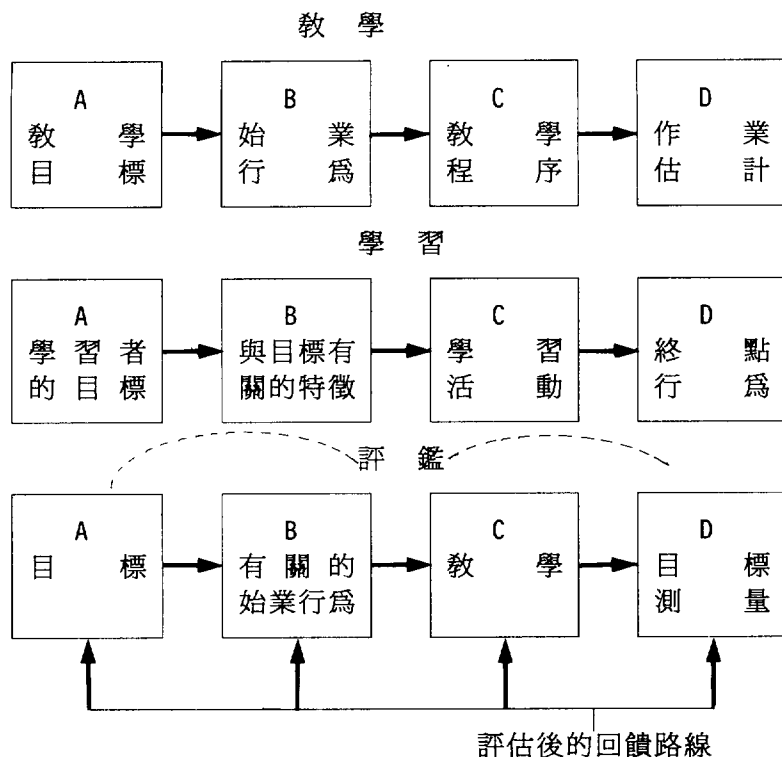 教學
A
教學
目標
B
始業
行為
C
教學
程序
D
作業
估計
學習
A
學習者
的目標
B
與目標有
關的特徵
C
學習
活動
D
終點
行為
評鑑
A
目標
B
有關的
始業行為
C
教學
D
目標
測量
評估後的回饋路線